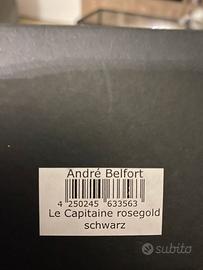 André Belfort
4 250245 633563
Le Capitaine rosegold
schwarz
subito